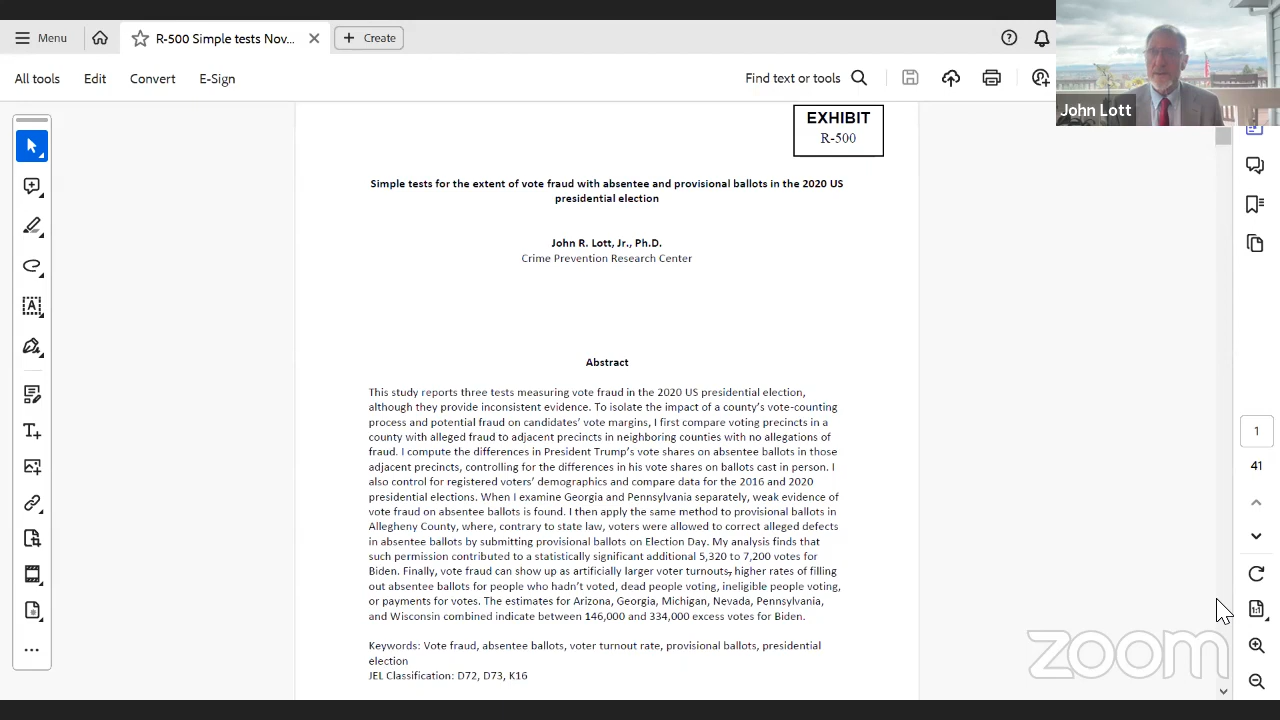 Menu
R-500 Simple tests Nov...
Create
All tools
Edit
Convert
E-Sign
Find text or tools
John Lott
EXHIBIT
R-500
Simple tests for the extent of vote fraud with absentee and provisional ballots in the 2020 US
presidential election
John R. Lott, Jr., Ph.D.
Crime Prevention Research Center
Abstract
This study reports three tests measuring vote fraud in the 2020 US presidential election,
although they provide inconsistent evidence. To isolate the impact of a county's vote-counting
process and potential fraud on candidates' vote margins, I first compare voting precincts in a
county with alleged fraud to adjacent precincts in neighboring counties with no allegations of
fraud. I compute the differences in President Trump's vote shares on absentee ballots in those
adjacent precincts, controlling for the differences in his vote shares on ballots cast in person. I
also control for registered voters' demographics and compare data for the 2016 and 2020
presidential elections. When I examine Georgia and Pennsylvania separately, weak evidence of
vote fraud on absentee ballots is found. I then apply the same method to provisional ballots in
Allegheny County, where, contrary to state law, voters were allowed to correct alleged defects
in absentee ballots by submitting provisional ballots on Election Day. My analysis finds that
such permission contributed to a statistically significant additional 5,320 to 7,200 votes for
Biden. Finally, vote fraud can show up as artificially larger voter turnouts, higher rates of filling
out absentee ballots for people who hadn't voted, dead people voting, ineligible people voting,
or payments for votes. The estimates for Arizona, Georgia, Michigan, Nevada, Pennsylvania,
and Wisconsin combined indicate between 146,000 and 334,000 excess votes for Biden.
Keywords: Vote fraud, absentee ballots, voter turnout rate, provisional ballots, presidential
election
JEL Classification: D72, D73, K16
1
41
1:1
zoom